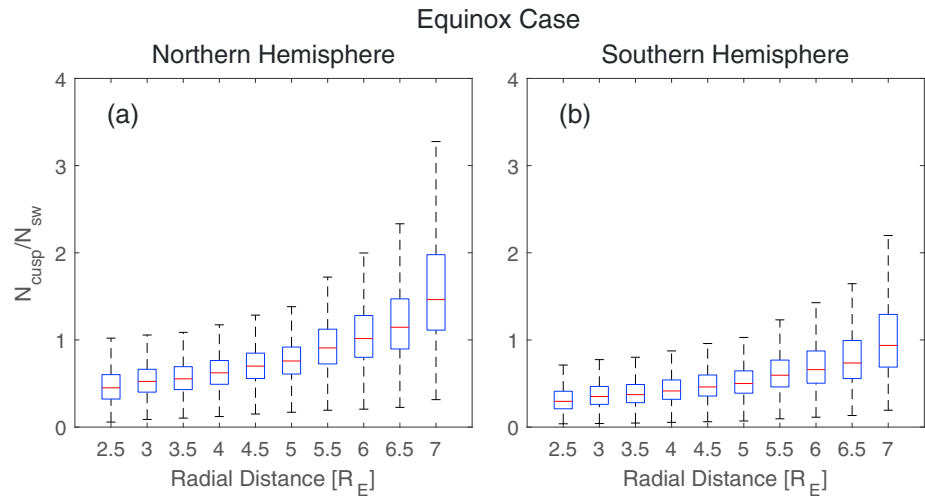 Equinox Case
Northern Hemisphere
Southern Hemisphere
(a)
(b)
N_cusp/N_sw
4
3
2
1
0
2.5 3 3.5 4 4.5 5 5.5 6 6.5 7
Radial Distance [R_E]
4
3
2
1
0
2.5 3 3.5 4 4.5 5 5.5 6 6.5 7
Radial Distance [R_E]